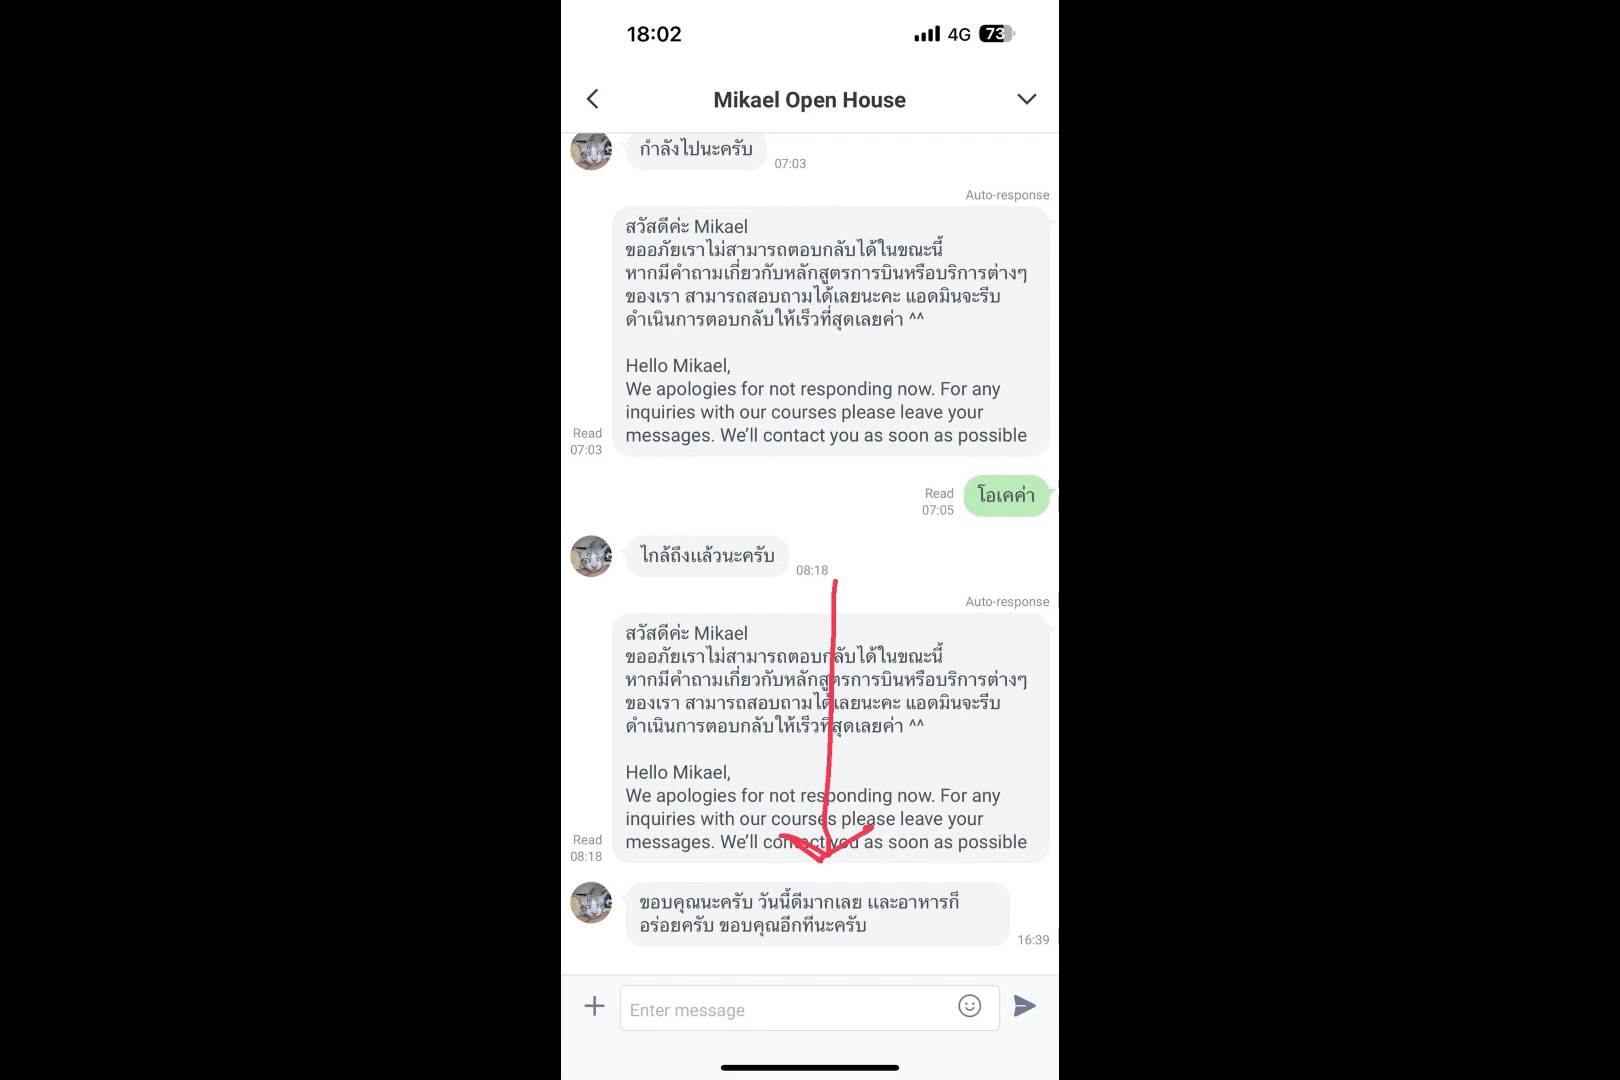 18:02
4G
73
Mikael Open House
กำลังไปนะครับ
07:03
Auto-response
สวัสดีค่ะ Mikael
ขออภัยเราไม่สามารถตอบกลับได้ในขณะนี้
หากมีคำถามเกี่ยวกับหลักสูตรการบินหรือบริการต่างๆ
ของเรา สามารถสอบถามได้เลยนะคะ แอดมินจะรีบ
ดำเนินการตอบกลับให้เร็วที่สุดเลยค่า ^^
Hello Mikael,
We apologies for not responding now. For any
inquiries with our courses please leave your
messages. We’ll contact you as soon as possible
Read
07:03
Read
07:05
โอเคค่า
ไกล้ถึงแล้วนะครับ
08:18
Auto-response
สวัสดีค่ะ Mikael
ขออภัยเราไม่สามารถตอบกลับได้ในขณะนี้
หากมีคำถามเกี่ยวกับหลักสูตรการบินหรือบริการต่างๆ
ของเรา สามารถสอบถามได้เลยนะคะ แอดมินจะรีบ
ดำเนินการตอบกลับให้เร็วที่สุดเลยค่า ^^
Hello Mikael,
We apologies for not responding now. For any
inquiries with our courses please leave your
messages. We’ll contact you as soon as possible
Read
08:18
ขอบคุณนะครับ วันนี้ดีมากเลย และอาหารก็
อร่อยครับ ขอบคุณอีกทีนะครับ
16:39
Enter message